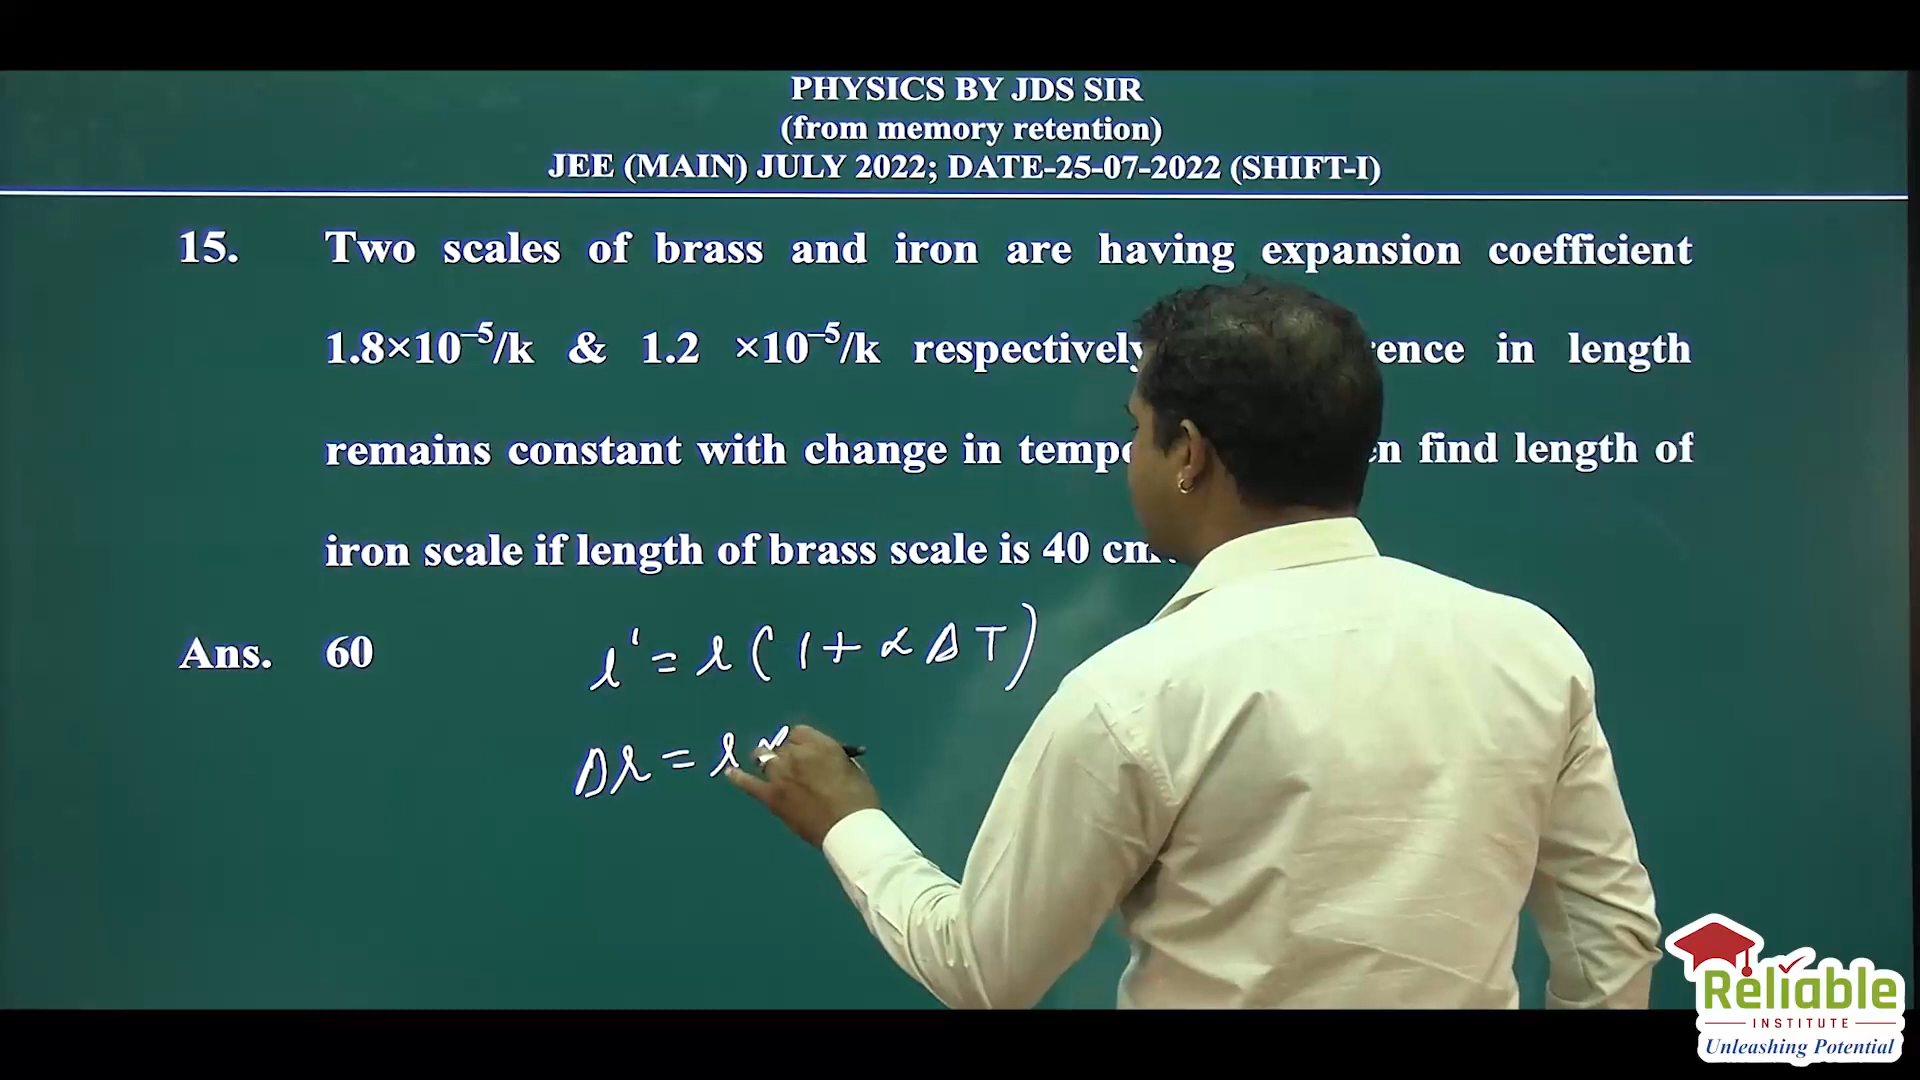 PHYSICS BY JDS SIR
(from memory retention)
JEE (MAIN) JULY 2022; DATE-25-07-2022 (SHIFT-I)
15. Two scales of brass and iron are having expansion coefficient
1.8×10⁻⁵/k & 1.2 ×10⁻⁵/k respectively rence in length
remains constant with change in tempe n find length of
iron scale if length of brass scale is 40 cm
Ans. 60
l' = l(1+αΔT)
Δl = l
Reliable
INSTITUTE
Unleashing Potential